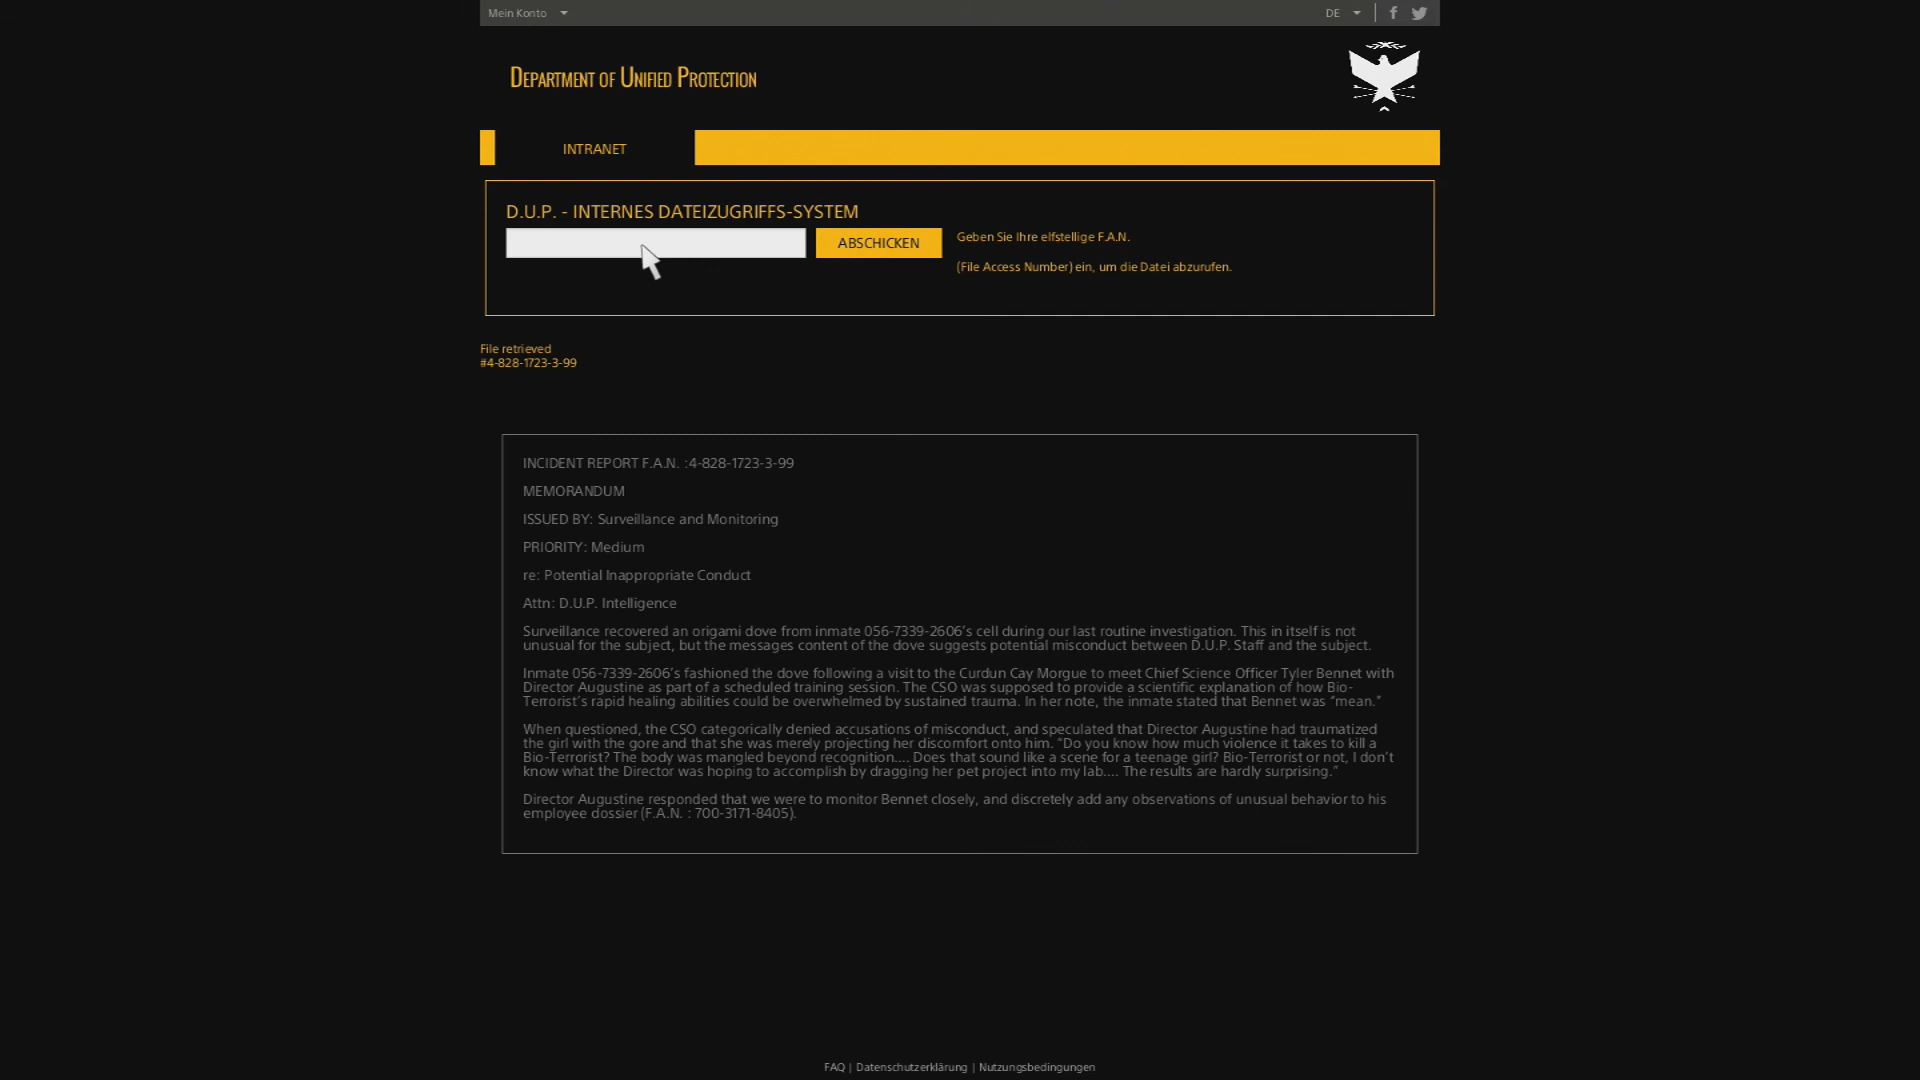 Mein Konto
DE
DEPARTMENT OF UNIFIED PROTECTION
INTRANET
D.U.P. - INTERNES DATEIZUGRIFFS-SYSTEM
ABSCHICKEN
Geben Sie Ihre elfstellige F.A.N.
(File Access Number) ein, um die Datei abzurufen.
File retrieved
#4-828-1723-3-99
INCIDENT REPORT F.A.N. :4-828-1723-3-99
MEMORANDUM
ISSUED BY: Surveillance and Monitoring
PRIORITY: Medium
re: Potential Inappropriate Conduct
Attn: D.U.P. Intelligence
Surveillance recovered an origami dove from inmate 056-7339-2606's cell during our last routine investigation. This in itself is not
unusual for the subject, but the messages content of the dove suggests potential misconduct between D.U.P. Staff and the subject.
Inmate 056-7339-2606's fashioned the dove following a visit to the Curdun Cay Morgue to meet Chief Science Officer Tyler Bennet with
Director Augustine as part of a scheduled training session. The CSO was supposed to provide a scientific explanation of how Bio-
Terrorist's rapid healing abilities could be overwhelmed by sustained trauma. In her note, the inmate stated that Bennet was "mean."
When questioned, the CSO categorically denied accusations of misconduct, and speculated that Director Augustine had traumatized
the girl with the gore and that she was merely projecting her discomfort onto him. "Do you know how much violence it takes to kill a
Bio-Terrorist? The body was mangled beyond recognition.... Does that sound like a scene for a teenage girl? Bio-Terrorist or not, I don't
know what the Director was hoping to accomplish by dragging her pet project into my lab.... The results are hardly surprising."
Director Augustine responded that we were to monitor Bennet closely, and discretely add any observations of unusual behavior to his
employee dossier (F.A.N. : 700-3171-8405).
FAQ | Datenschutzerklärung | Nutzungsbedingungen